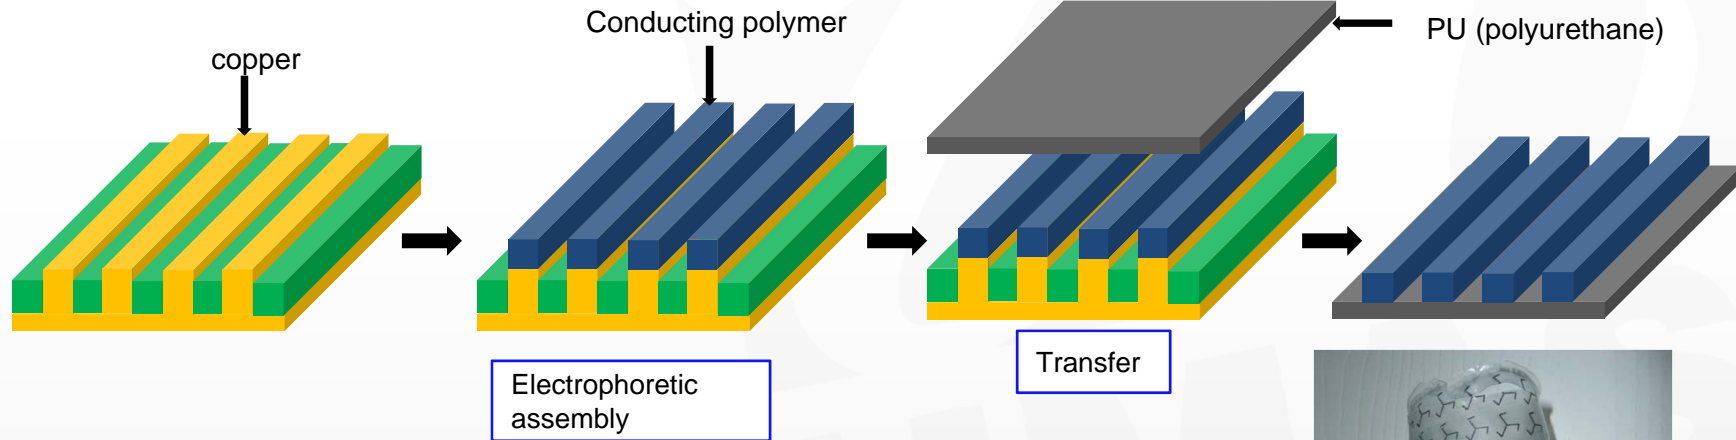 copper
Conducting polymer
PU (polyurethane)
Electrophoretic
assembly
Transfer